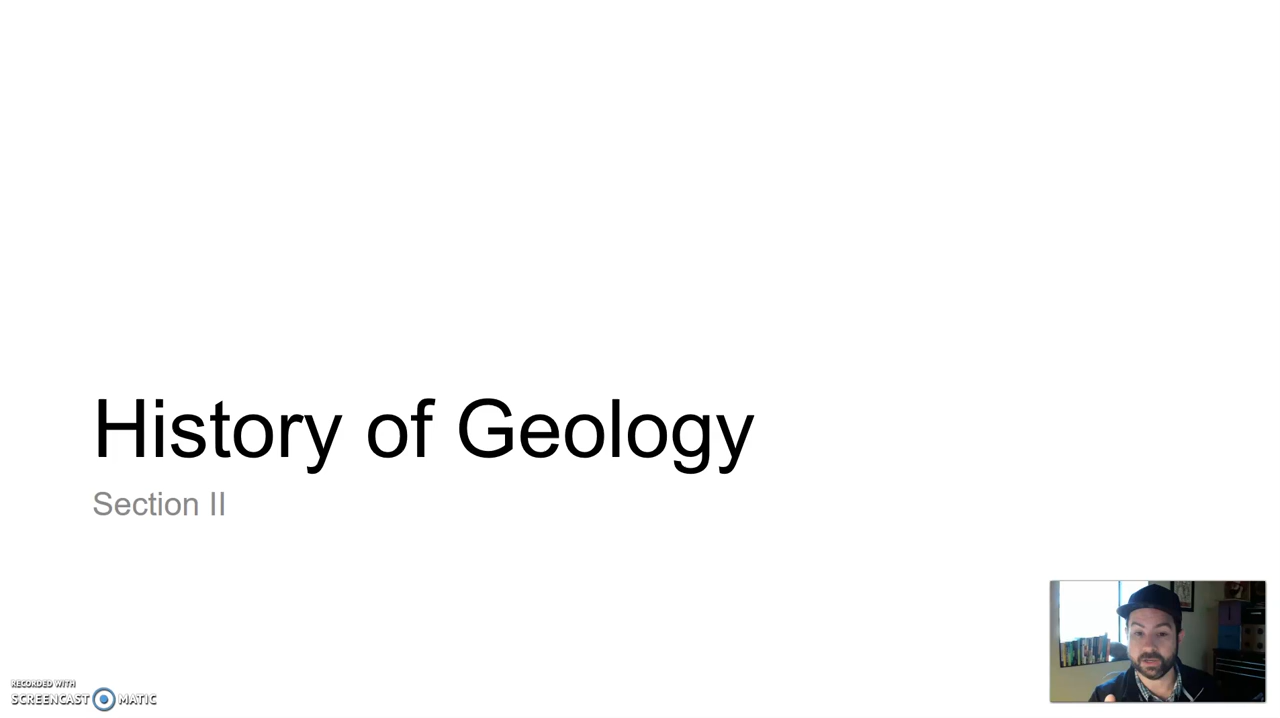 History of Geology
Section II
RECORDED WITH
SCREENCAST MATIC